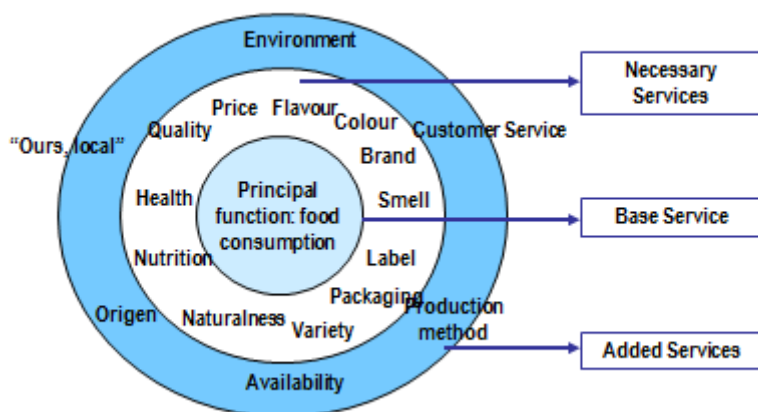 Environment
Necessary
Services
Price
Flavour
Colour
Quality
Customer Service
"Ours, local"
Brand
Health
Principal
function: food
consumption
Smell
Base Service
Nutrition
Label
Packaging
Origen
Naturalness
Variety
Production
method
Added Services
Availability